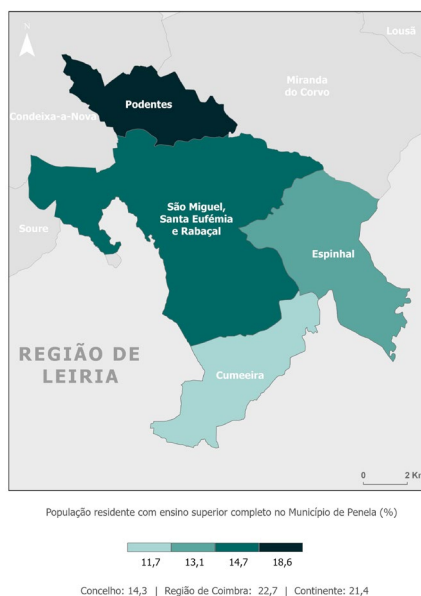 N
Lousã
Miranda
do Corvo
Podentes
Condeixa-a-Nova
São Miguel,
Santa Eufémia
e Rabaçal
Soure
Espinhal
REGIÃO DE
LEIRIA
Cumeeira
0 2 Km
População residente com ensino superior completo no Município de Penela (%)
11,7 13,1 14,7 18,6
Concelho: 14,3 | Região de Coimbra: 22,7 | Continente: 21,4